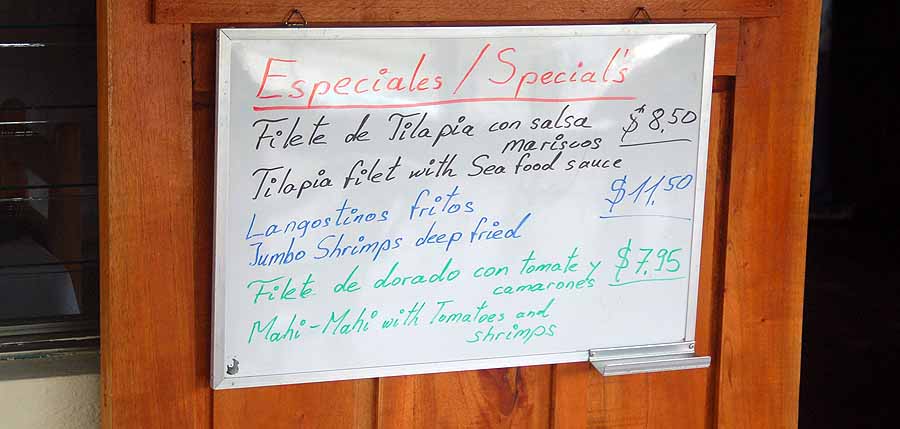 Especiales / Special's
Filete de Tilapia con salsa $8.50
mariscos
Tilapia filet with Sea food sauce
Langostinos fritos $11.50
Jumbo Shrimps deep fried
Filete de dorado con tomate y $7.95
camarones
Mahi-Mahi with Tomatoes and
shrimps